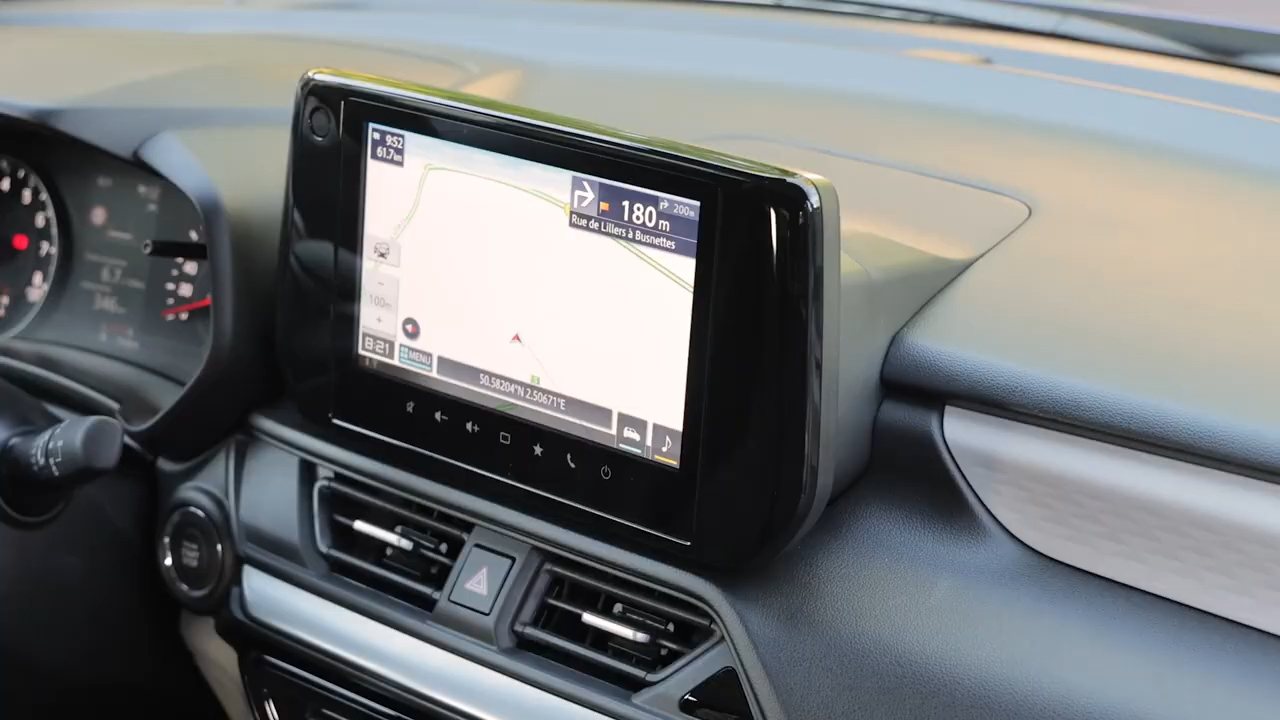 9:52
61.7km
180 m
200m
Rue de Lillers à Busnettes
100m
8:21
MENU
50.58204°N 2.50671°E